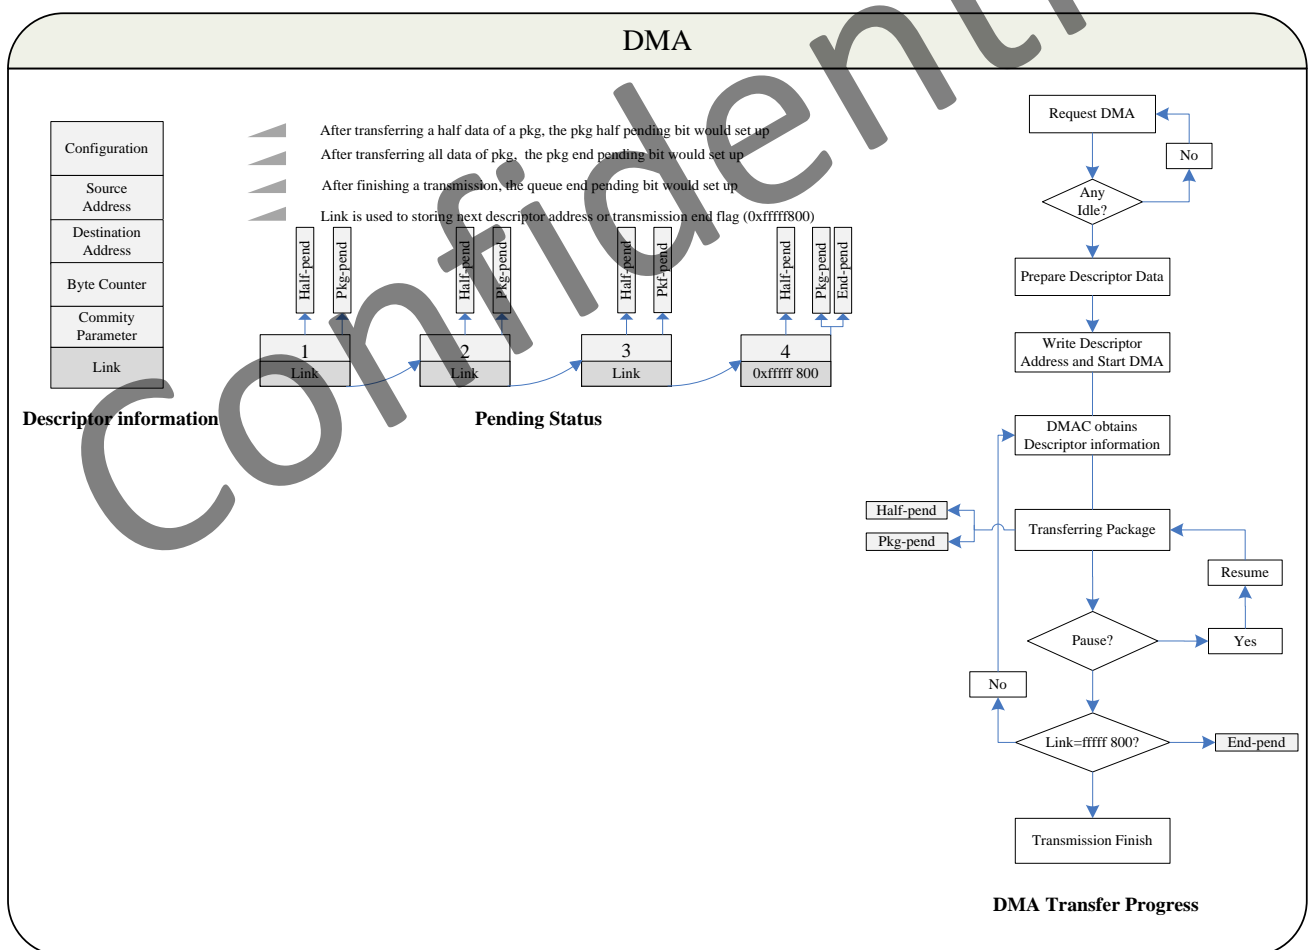 DMA
Configuration
Source
Address
Destination
Address
Byte Counter
Commity
Parameter
Link
Descriptor information
After transferring a half data of a pkg, the pkg half pending bit would set up
After transferring all data of pkg, the pkg end pending bit would set up
After finishing a transmission, the queue end pending bit would set up
Link is used to storing next descriptor address or transmission end flag (0xfffff800)
Half-pend
Pkg-pend
Half-pend
Pkg-pend
Half-pend
Pkf-pend
Half-pend
Pkg-pend
End-pend
1
Link
2
Link
3
Link
4
0xfffff 800
Pending Status
Request DMA
No
Any
Idle?
Prepare Descriptor Data
Write Descriptor
Address and Start DMA
DMAC obtains
Descriptor information
Half-pend
Transferring Package
Pkg-pend
Resume
Pause?
Yes
No
Link=fffff 800?
End-pend
Transmission Finish
DMA Transfer Progress
Confidenti